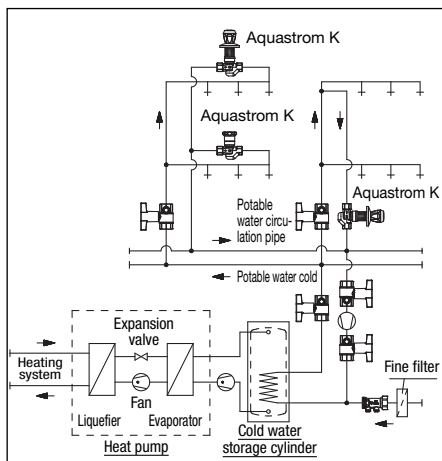 Aquastrom K
Aquastrom K
Aquastrom K
Potable
water circu-
lation pipe
Potable water cold
Expansion
valve
Heating
system
Fan
Liquefier
Evaporator
Heat pump
Cold water
storage cylinder
Fine filter